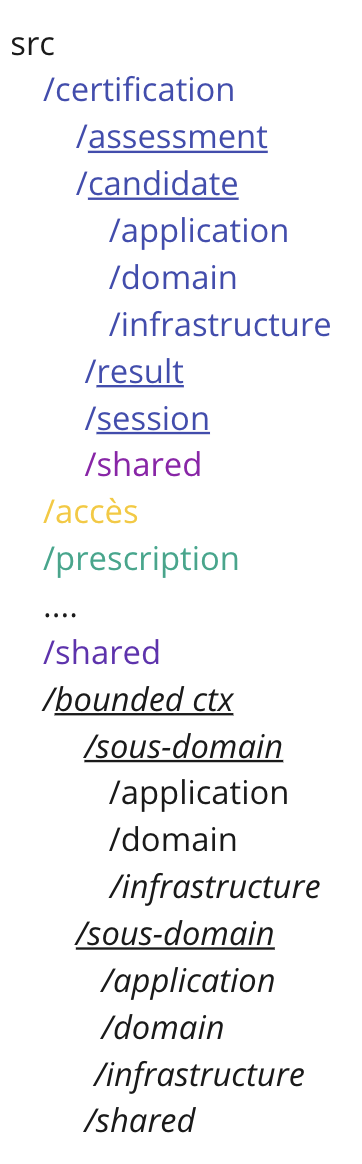 src
/certification
/assessment
/candidate
/application
/domain
/infrastructure
/result
/session
/shared
/accès
/prescription
....
/shared
/bounded ctx
/sous-domain
/application
/domain
/infrastructure
/sous-domain
/application
/domain
/infrastructure
/shared